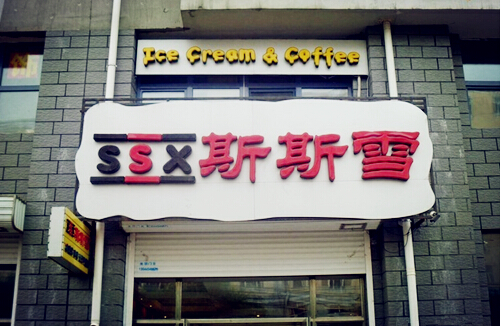 Ice Cream & Coffee
SSX 斯斯雪